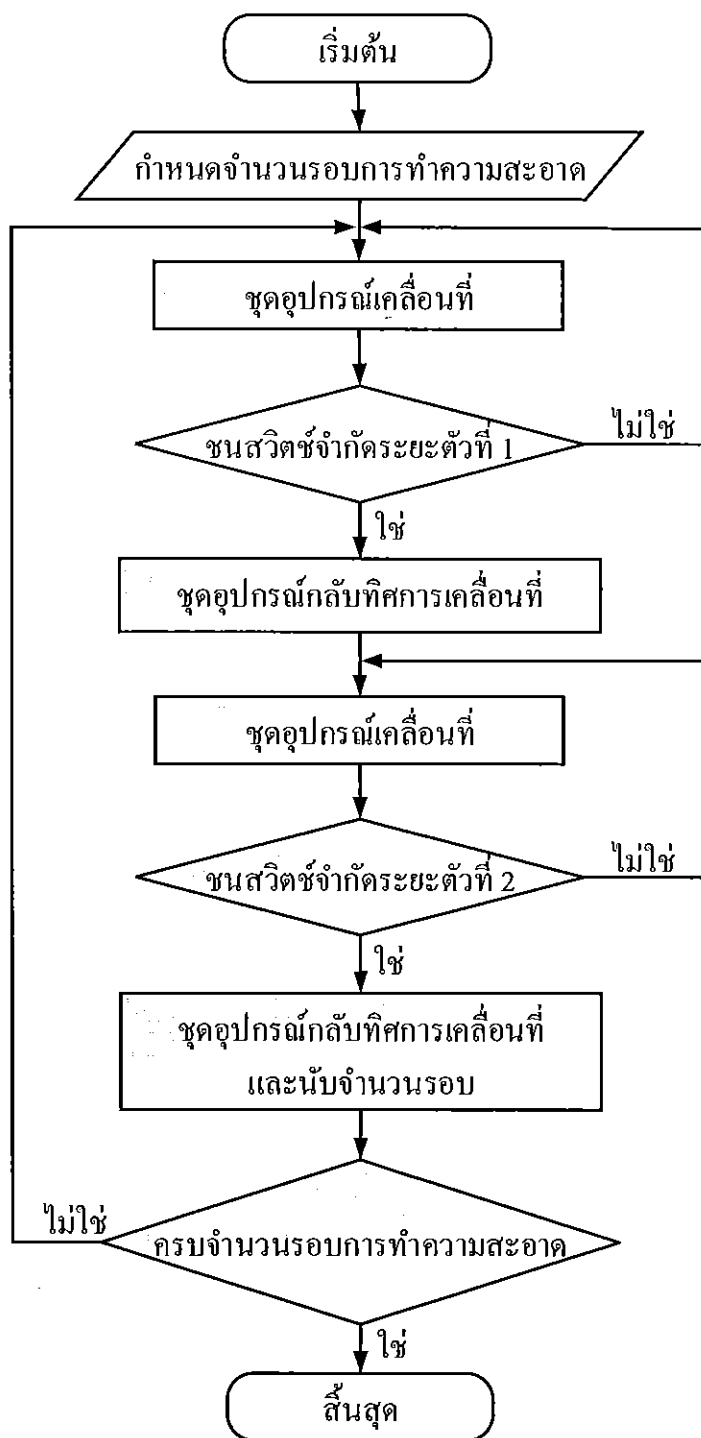 เริ่มต้น
กำหนดจำนวนรอบการทำความสะอาด
ชุดอุปกรณ์เคลื่อนที่
ชนสวิตช์จำกัดระยะตัวที่ 1
ไม่ใช่
ใช่
ชุดอุปกรณ์กลับทิศการเคลื่อนที่
ชุดอุปกรณ์เคลื่อนที่
ชนสวิตช์จำกัดระยะตัวที่ 2
ไม่ใช่
ใช่
ชุดอุปกรณ์กลับทิศการเคลื่อนที่
และนับจำนวนรอบ
ไม่ใช่
ครบจำนวนรอบการทำความสะอาด
ใช่
สิ้นสุด